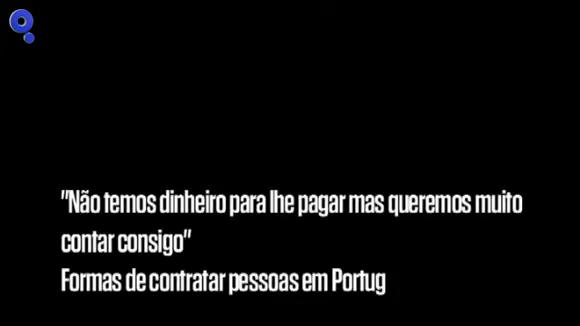 "Não temos dinheiro para lhe pagar mas queremos muito
contar consigo"
Formas de contratar pessoas em Portug